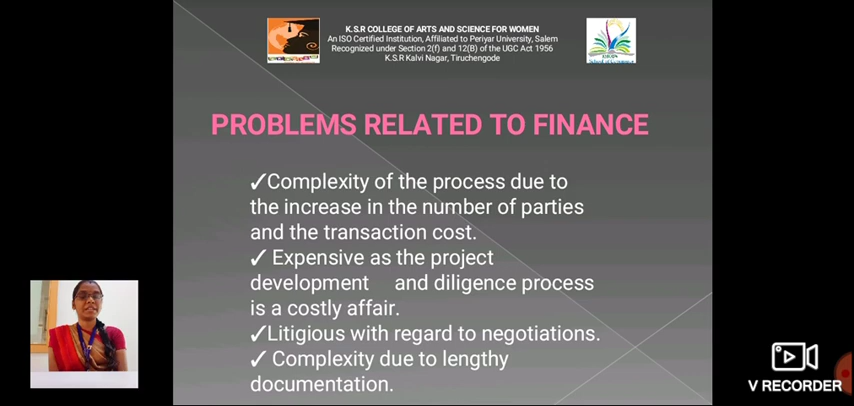 K.S.R COLLEGE OF ARTS AND SCIENCE FOR WOMEN
An ISO Certified Institution, Affiliated to Periyar University, Salem
Recognized under Section 2(f) and 12(B) of the UGC Act 1956
K.S.R Kalvi Nagar, Tiruchengode
PROBLEMS RELATED TO FINANCE
✓Complexity of the process due to
the increase in the number of parties
and the transaction cost.
✓ Expensive as the project
development and diligence process
is a costly affair.
✓Litigious with regard to negotiations.
✓ Complexity due to lengthy
documentation.
V RECORDER